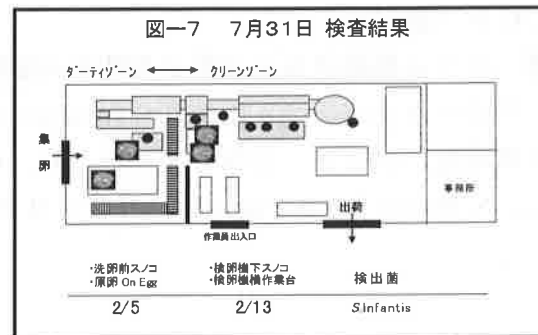 図ー7 7月31日 検査結果
ダーティゾーン クリーンゾーン
集卵
事務所
出荷
作業員出入口
・洗卵前スノコ ・検卵機下スノコ 検出菌
・原卵 On Egg ・検卵機横作業台
2/5 2/13 S.Infantis